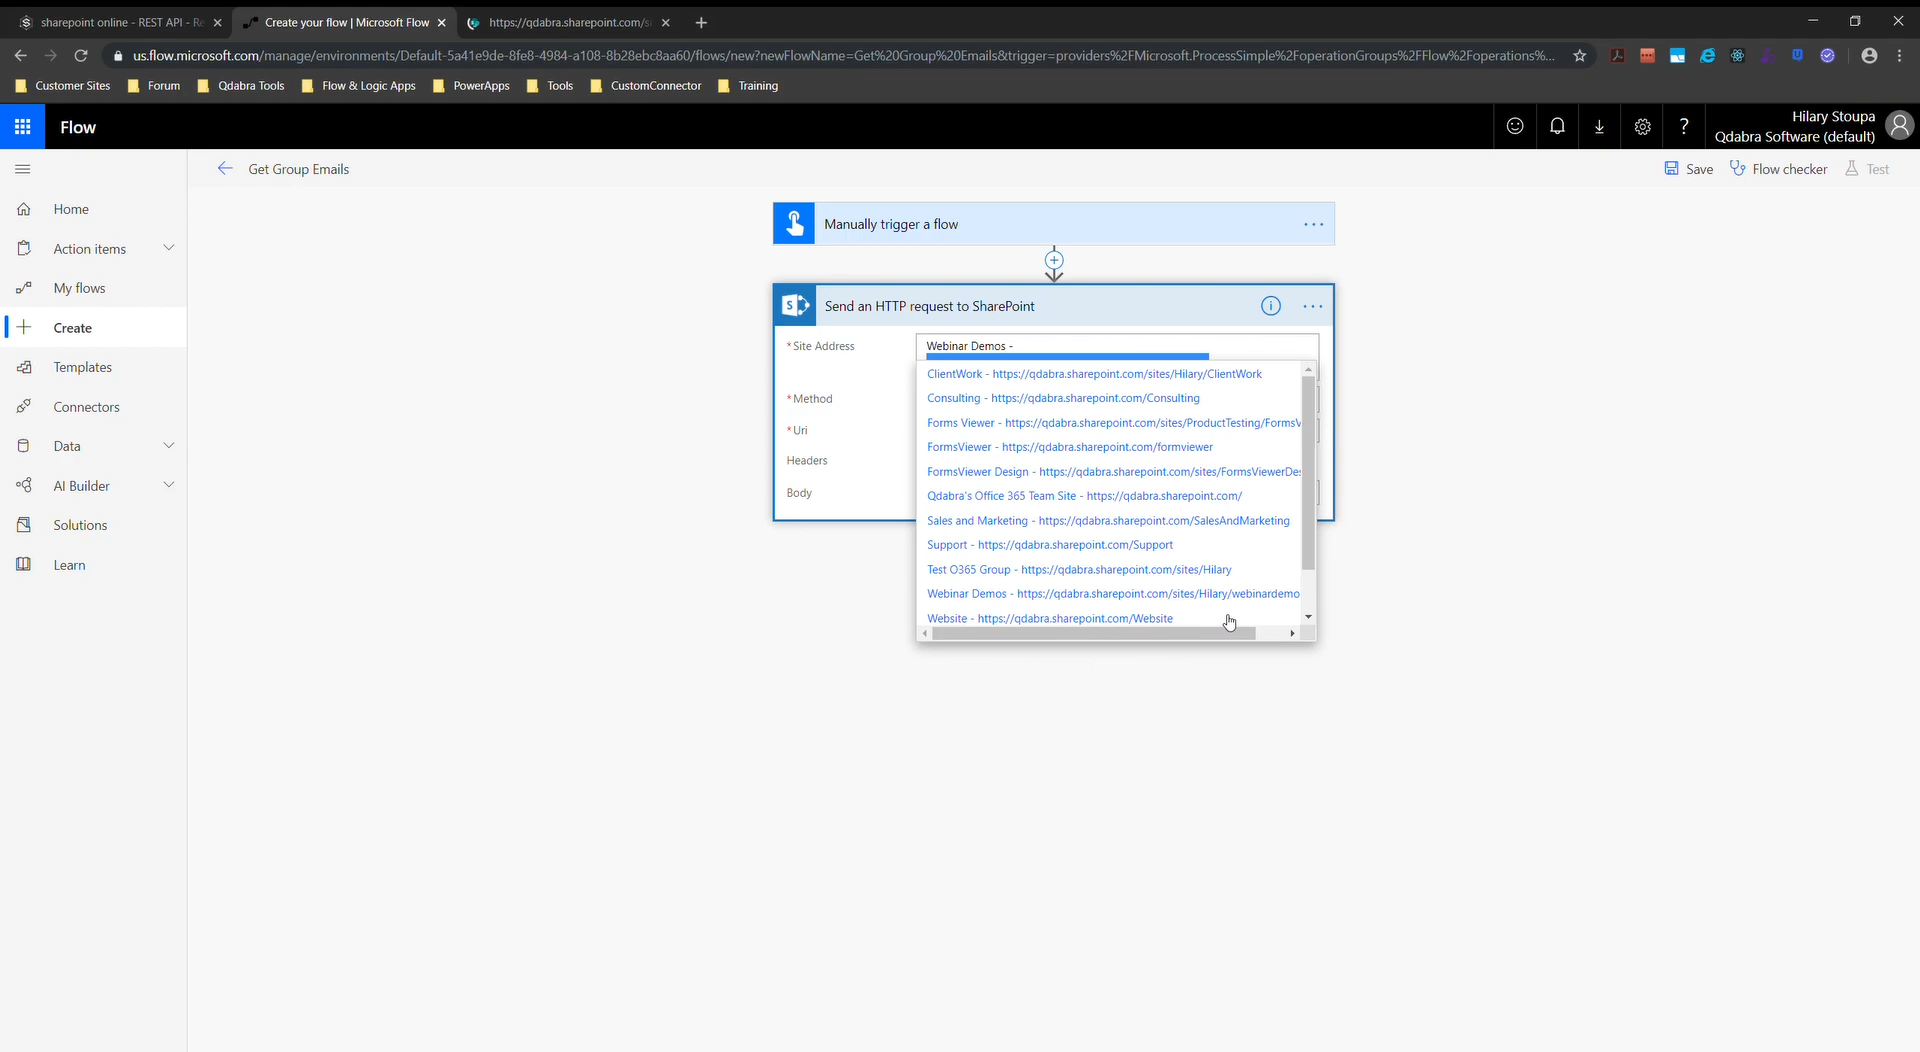 sharepoint online - REST API - Re
Create your flow | Microsoft Flow
https://qdabra.sharepoint.com/si
us.flow.microsoft.com/manage/environments/Default-5a41e9de-8fe8-4984-a108-8b28ebc8aa60/flows/new?newFlowName=Get%20Group%20Emails&trigger=providers%2FMicrosoft.ProcessSimple%2FoperationGroups%2FFlow%2Foperations%...
Customer Sites
Forum
Qdabra Tools
Flow & Logic Apps
PowerApps
Tools
CustomConnector
Training
Flow
Hilary Stoupa
Qdabra Software (default)
Get Group Emails
Save
Flow checker
Test
Home
Action items
My flows
Create
Templates
Connectors
Data
AI Builder
Solutions
Learn
Manually trigger a flow
Send an HTTP request to SharePoint
* Site Address
Webinar Demos -
* Method
* Uri
Headers
Body
ClientWork - https://qdabra.sharepoint.com/sites/Hilary/ClientWork
Consulting - https://qdabra.sharepoint.com/Consulting
Forms Viewer - https://qdabra.sharepoint.com/sites/ProductTesting/FormsV
FormsViewer - https://qdabra.sharepoint.com/formviewer
FormsViewer Design - https://qdabra.sharepoint.com/sites/FormsViewerDes
Qdabra's Office 365 Team Site - https://qdabra.sharepoint.com/
Sales and Marketing - https://qdabra.sharepoint.com/SalesAndMarketing
Support - https://qdabra.sharepoint.com/Support
Test O365 Group - https://qdabra.sharepoint.com/sites/Hilary
Webinar Demos - https://qdabra.sharepoint.com/sites/Hilary/webinardemo
Website - https://qdabra.sharepoint.com/Website